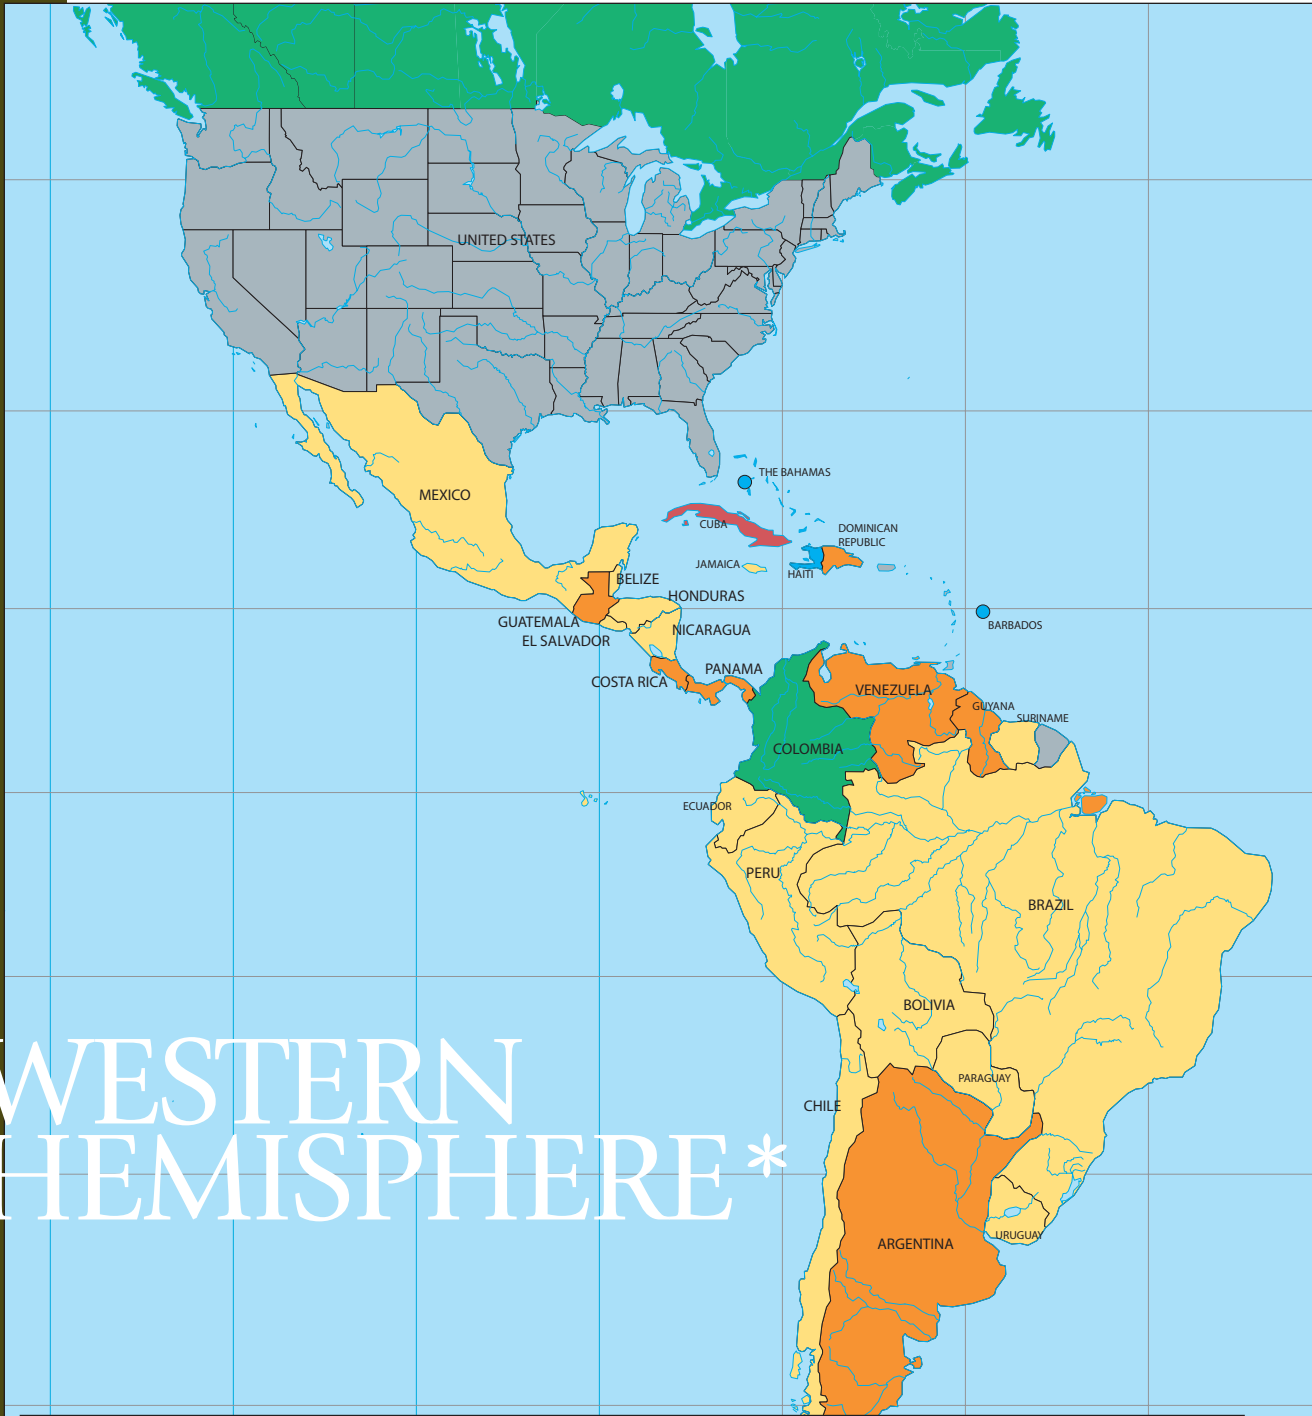 UNITED STATES
MEXICO
THE BAHAMAS
CUBA
DOMINICAN
REPUBLIC
JAMAICA
HAITI
BELIZE
HONDURAS
BARBADOS
GUATEMALA
EL SALVADOR
NICARAGUA
COSTA RICA
PANAMA
VENEZUELA
GUYANA
SURINAME
COLOMBIA
ECUADOR
PERU
BRAZIL
BOLIVIA
PARAGUAY
CHILE
WESTERN
HEMISPHERE*
URUGUAY
ARGENTINA